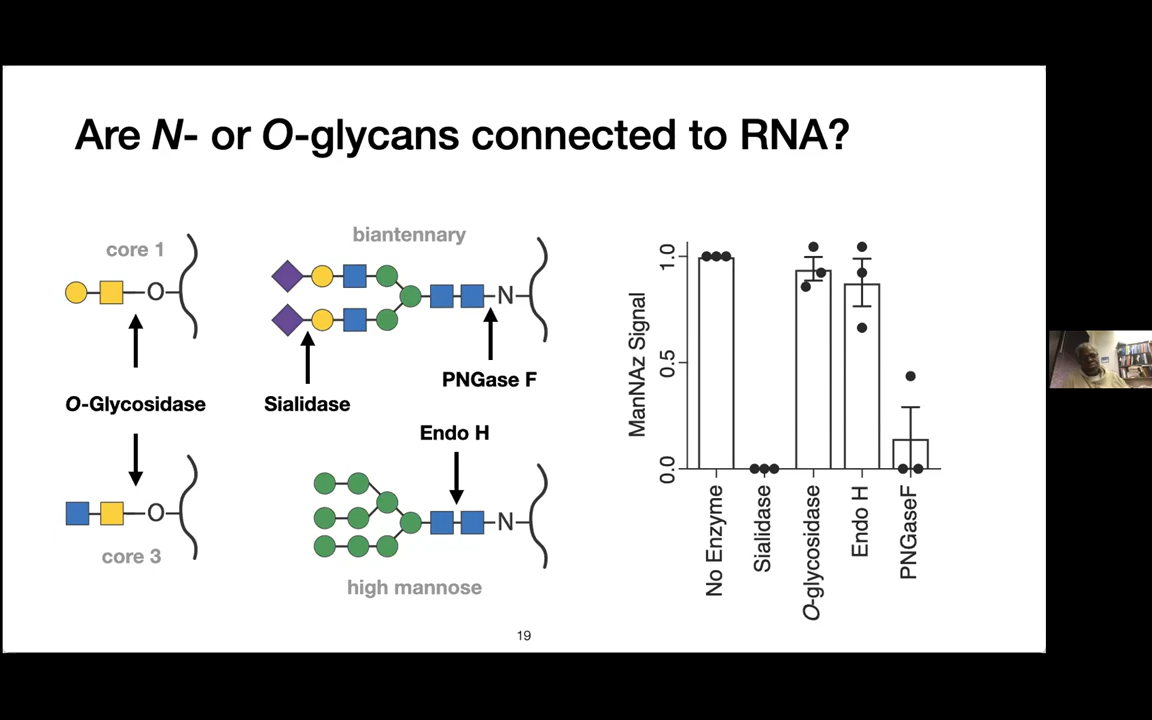 Are N- or O-glycans connected to RNA?
core 1
O
O-Glycosidase
O
core 3
biantennary
N
PNGase F
Sialidase
Endo H
N
high mannose
ManNAz Signal
1.0
0.5
0.0
No Enzyme
Sialidase
O-glycosidase
Endo H
PNGaseF
19